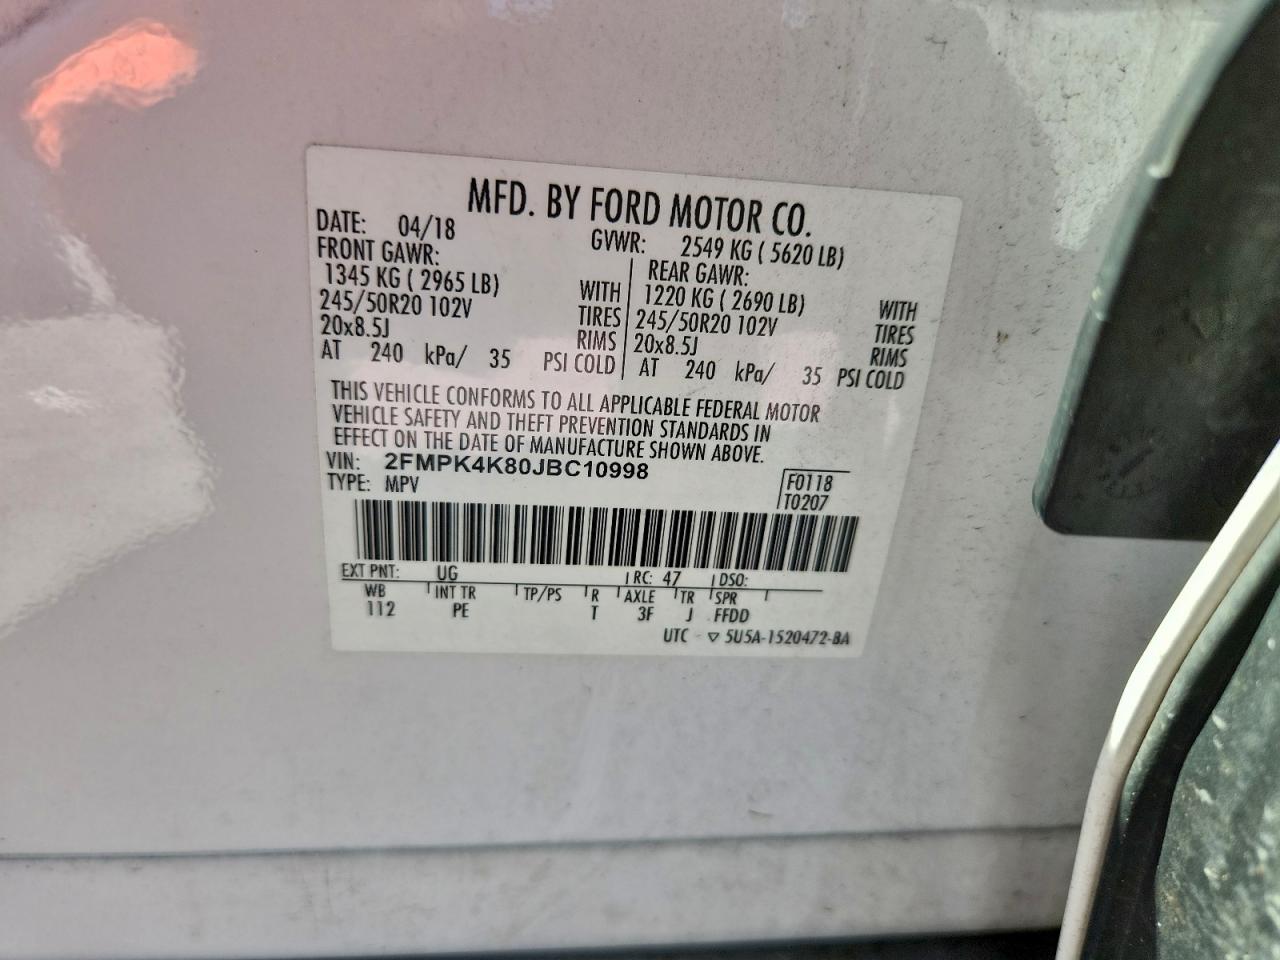 MFD. BY FORD MOTOR CO.
DATE: 04/18 GVWR: 2549 KG ( 5620 LB)
FRONT GAWR: REAR GAWR:
1345 KG ( 2965 LB) WITH 1220 KG ( 2690 LB) WITH
245/50R20 102V TIRES 245/50R20 102V TIRES
20x8.5J RIMS 20x8.5J RIMS
AT 240 kPa/ 35 PSI COLD AT 240 kPa/ 35 PSI COLD
THIS VEHICLE CONFORMS TO ALL APPLICABLE FEDERAL MOTOR
VEHICLE SAFETY AND THEFT PREVENTION STANDARDS IN
EFFECT ON THE DATE OF MANUFACTURE SHOWN ABOVE.
VIN: 2FMPK4K80JBC10998
TYPE: MPV
F0118
T0207
EXT PNT: UG RC: 47 DSO:
WB INT TR TP/PS R AXLE TR SPR
112 PE T 3F J FFDD
UTC ▽ 5U5A-1520472-BA